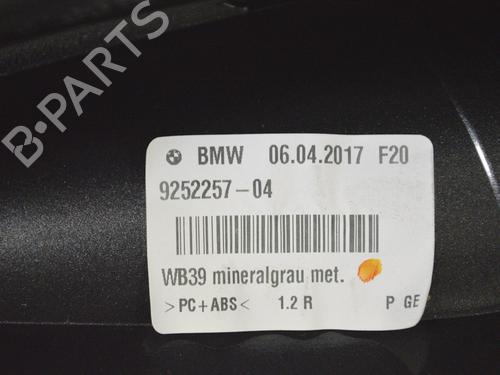 B-PARTS
BMW 06.04.2017 F20
9252257-04
WB39 mineralgrau met.
>PC+ABS< 1.2 R P GE